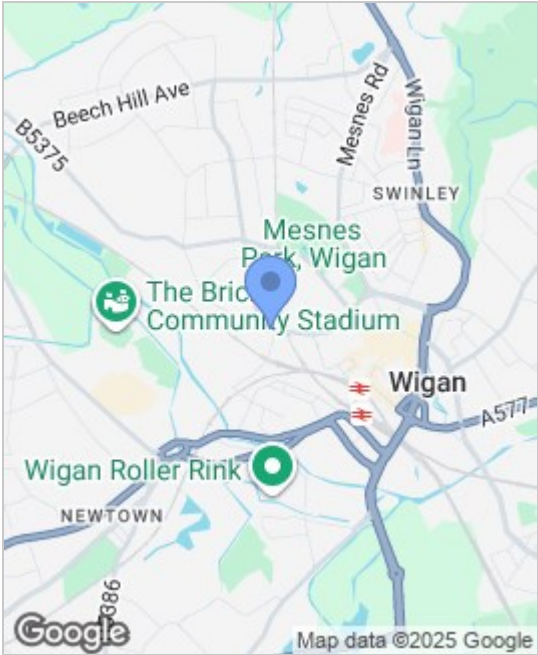 Beech Hill Ave
B5375
Mesnes Rd
Wigan Ln
SWINLEY
Mesnes
Park, Wigan
The Brick
Community Stadium
Wigan
A577
Wigan Roller Rink
NEWTOWN
Google
Map data ©2025 Google